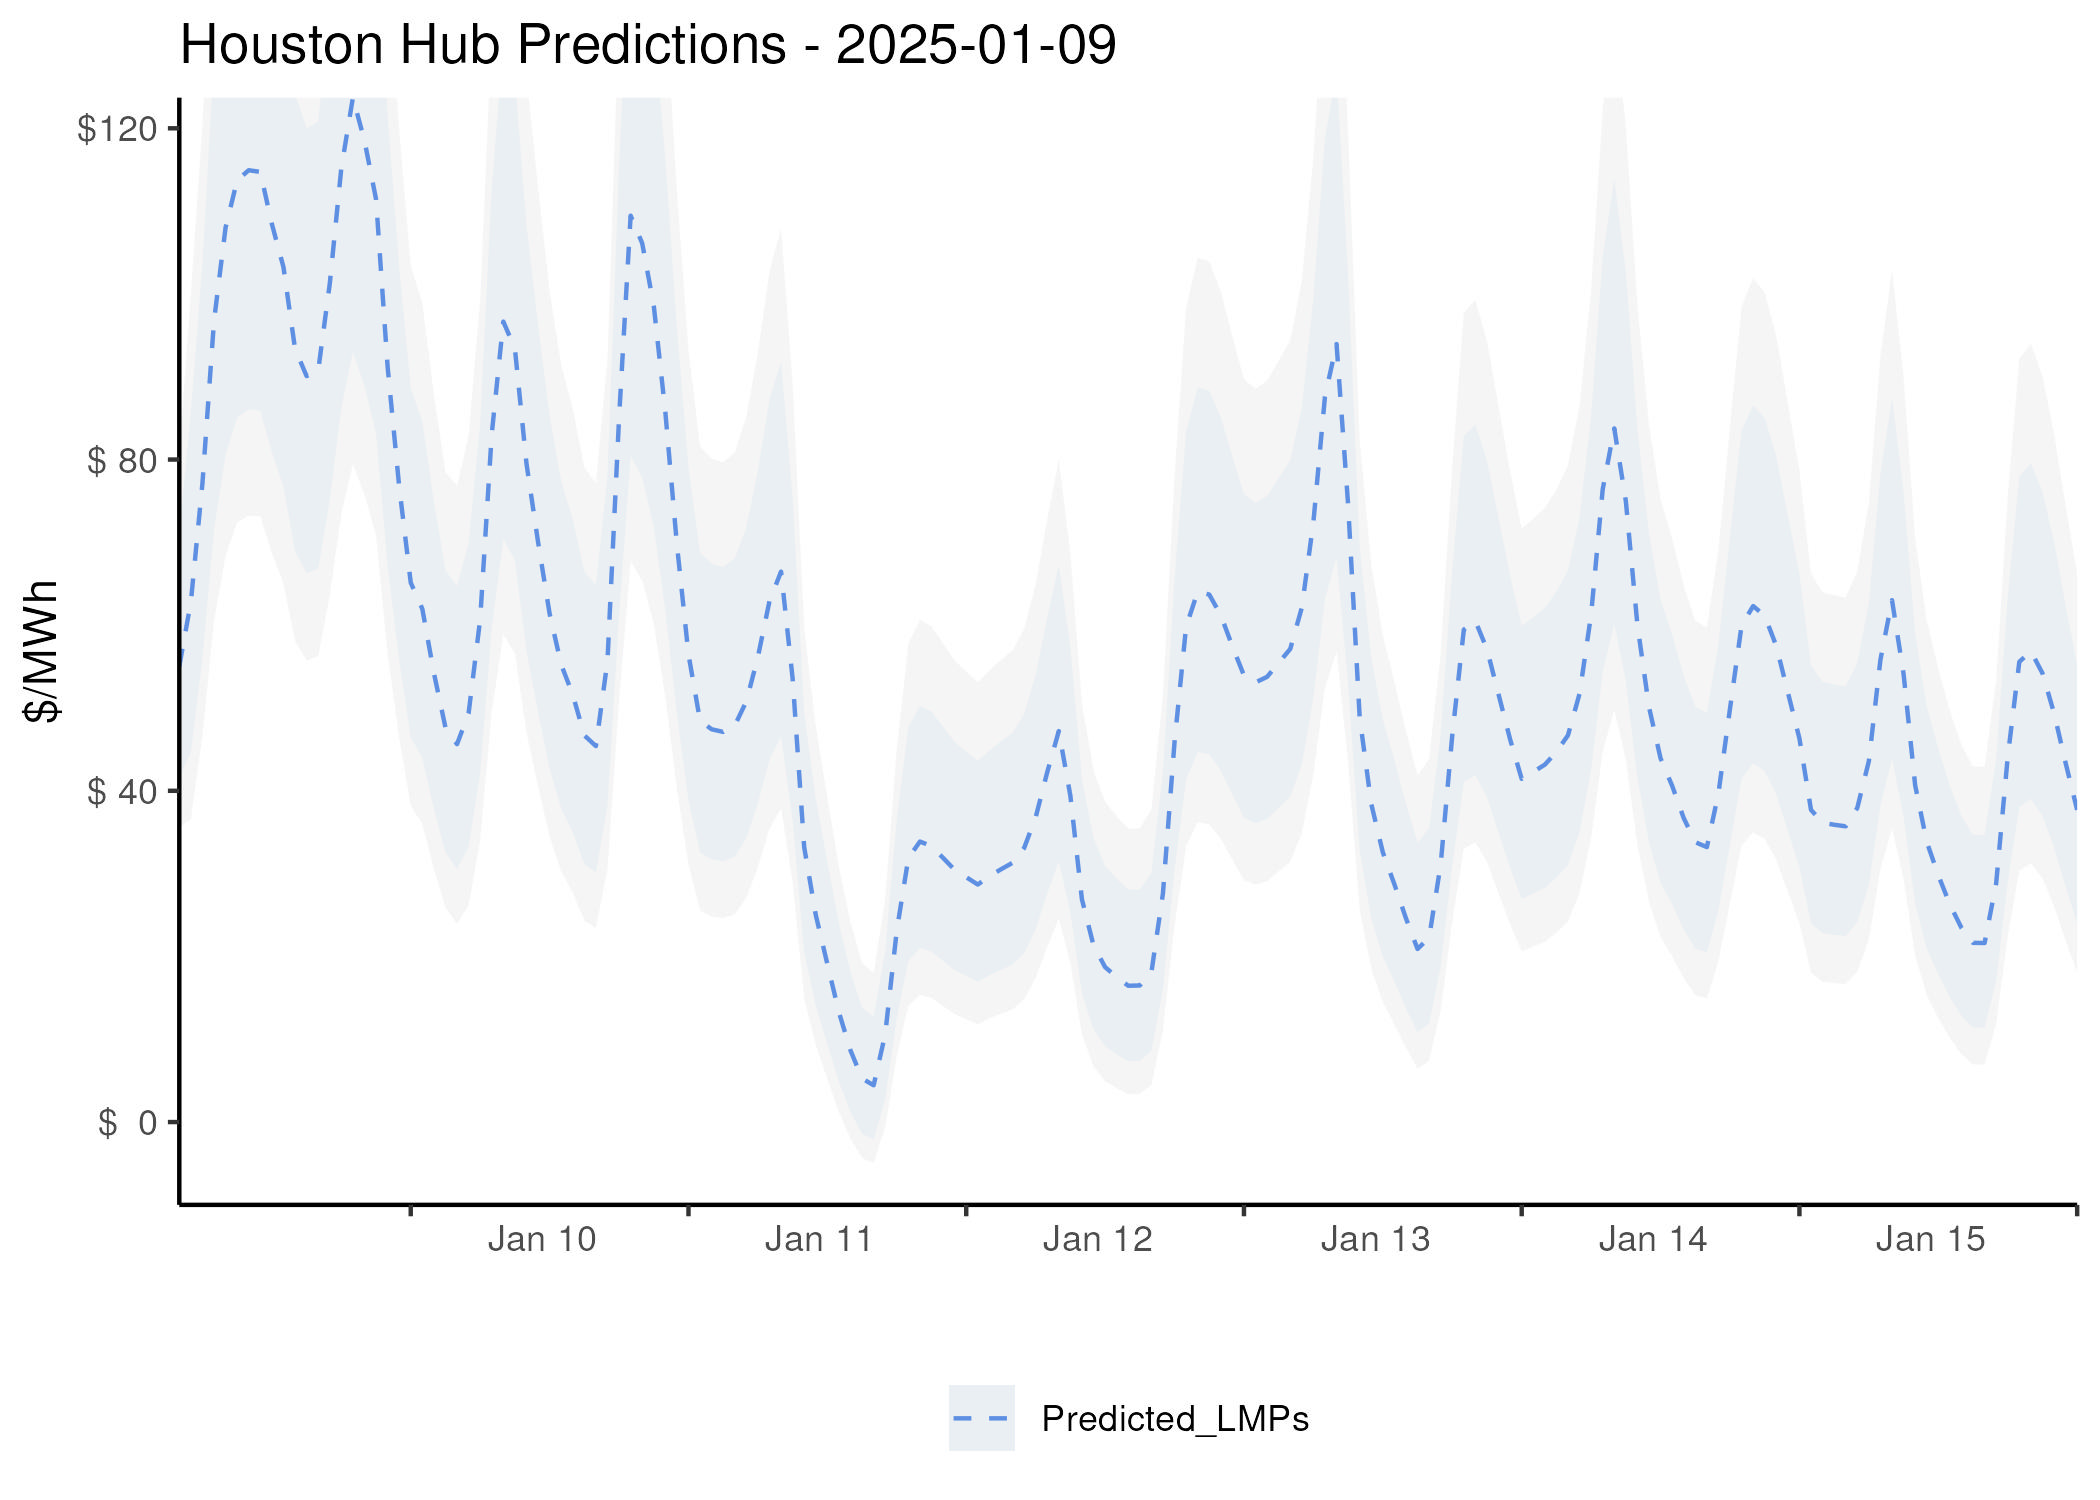 Houston Hub Predictions - 2025-01-09
$120
$ 80
$ 40
$  0
$/MWh
Jan 10 Jan 11 Jan 12 Jan 13 Jan 14 Jan 15
Predicted_LMPs